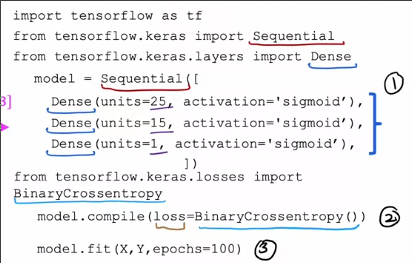 import tensorflow as tf
from tensorflow.keras import Sequential
from tensorflow.keras.layers import Dense
model = Sequential([
①
3]
Dense(units=25, activation='sigmoid'),
Dense(units=15, activation='sigmoid'),
Dense(units=1, activation='sigmoid'),
])
from tensorflow.keras.losses import
BinaryCrossentropy
model.compile(loss=BinaryCrossentropy())
②
model.fit(X,Y,epochs=100)
③